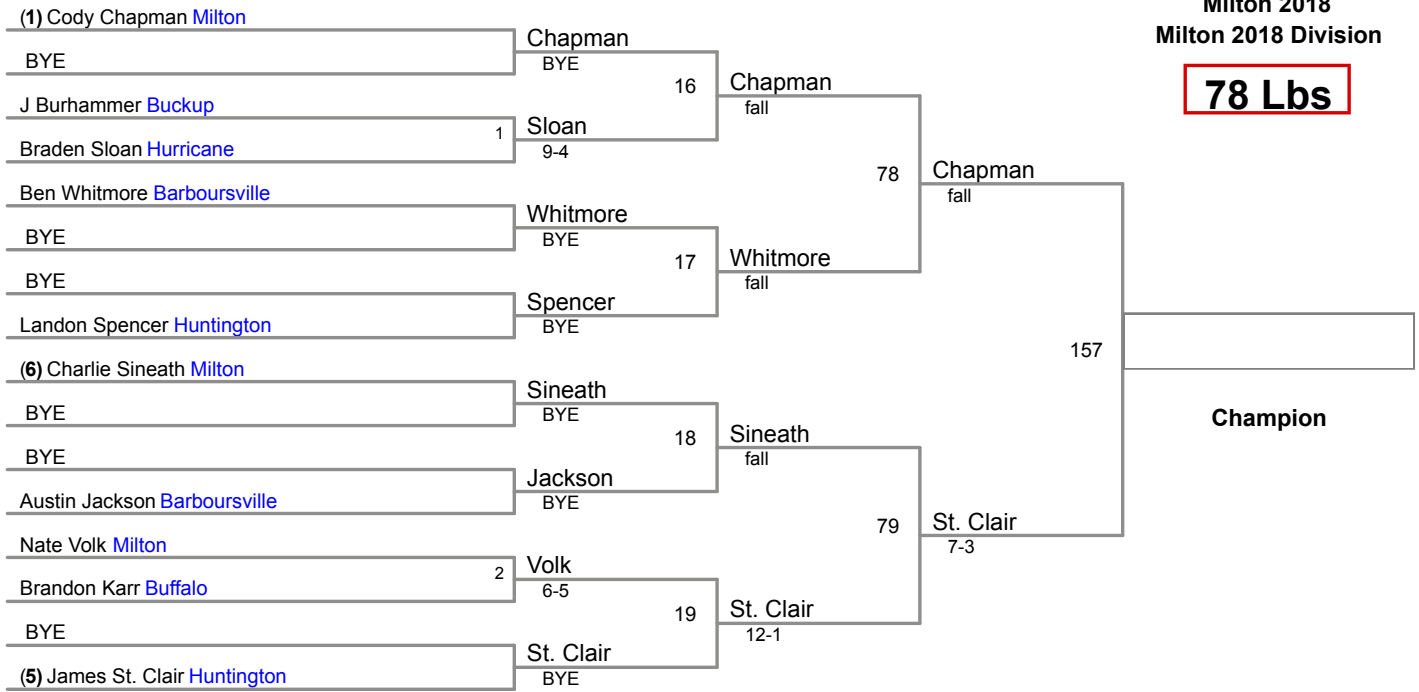 Milton 2018
Milton 2018 Division
78 Lbs
(1) Cody Chapman Milton
BYE
J Burhammer Buckup
Braden Sloan Hurricane
Ben Whitmore Barboursville
BYE
BYE
Landon Spencer Huntington
(6) Charlie Sineath Milton
BYE
BYE
Austin Jackson Barboursville
Nate Volk Milton
Brandon Karr Buffalo
BYE
(5) James St. Clair Huntington
Chapman
BYE
1
Sloan
9-4
Whitmore
BYE
Spencer
BYE
Sineath
BYE
Jackson
BYE
2
Volk
6-5
St. Clair
BYE
16
Chapman
fall
17
Whitmore
fall
18
Sineath
fall
19
St. Clair
12-1
78
Chapman
fall
79
St. Clair
7-3
157
Champion